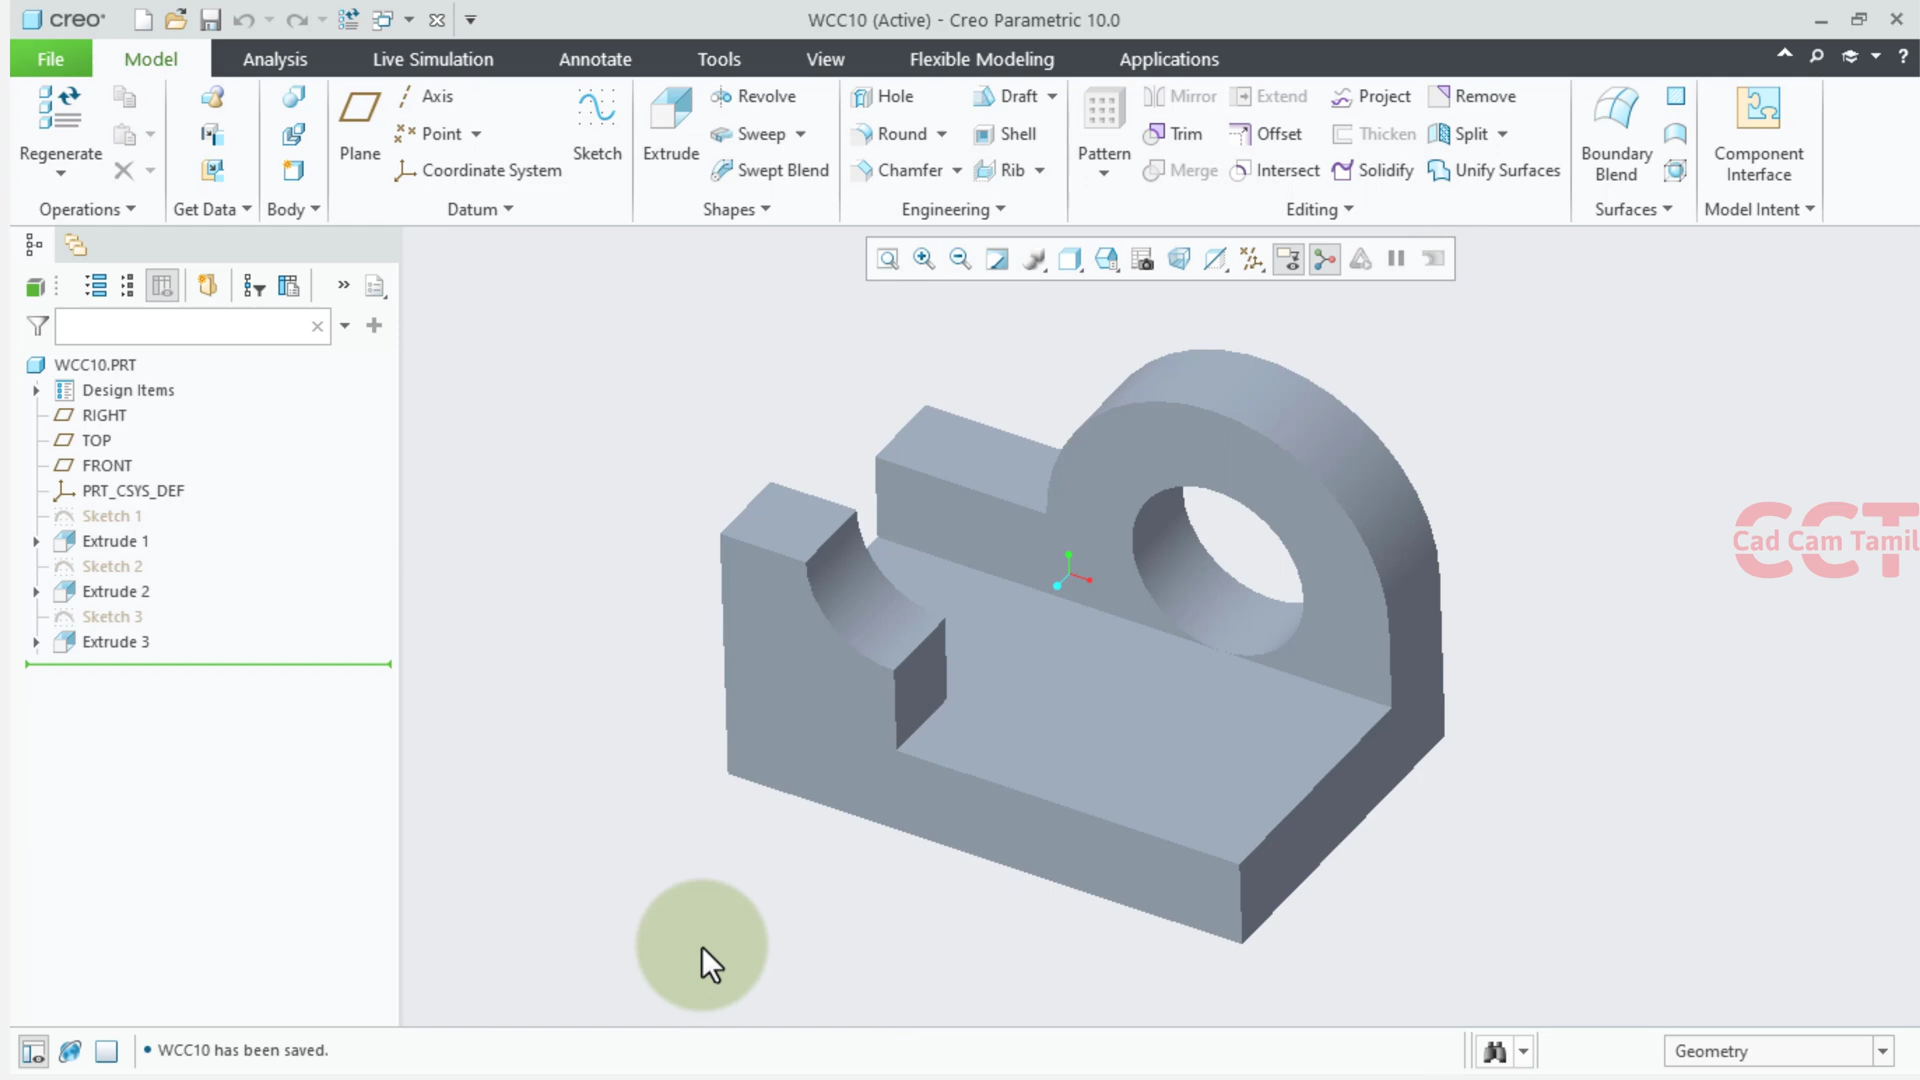 creo
WCC10 (Active) - Creo Parametric 10.0
File Model Analysis Live Simulation Annotate Tools View Flexible Modeling Applications
Axis Revolve Hole Draft Mirror Extend Project Remove
Point Sweep Round Shell Trim Offset Thicken Split
Regenerate Plane Sketch Extrude Pattern Boundary Blend Component Interface
Coordinate System Swept Blend Chamfer Rib Merge Intersect Solidify Unify Surfaces
Operations Get Data Body Datum Shapes Engineering Editing Surfaces Model Intent
WCC10.PRT
Design Items
RIGHT
TOP
FRONT
PRT_CSYS_DEF
Sketch 1
Extrude 1
Sketch 2
Extrude 2
Sketch 3
Extrude 3
CCT
Cad Cam Tamil
WCC10 has been saved.
Geometry